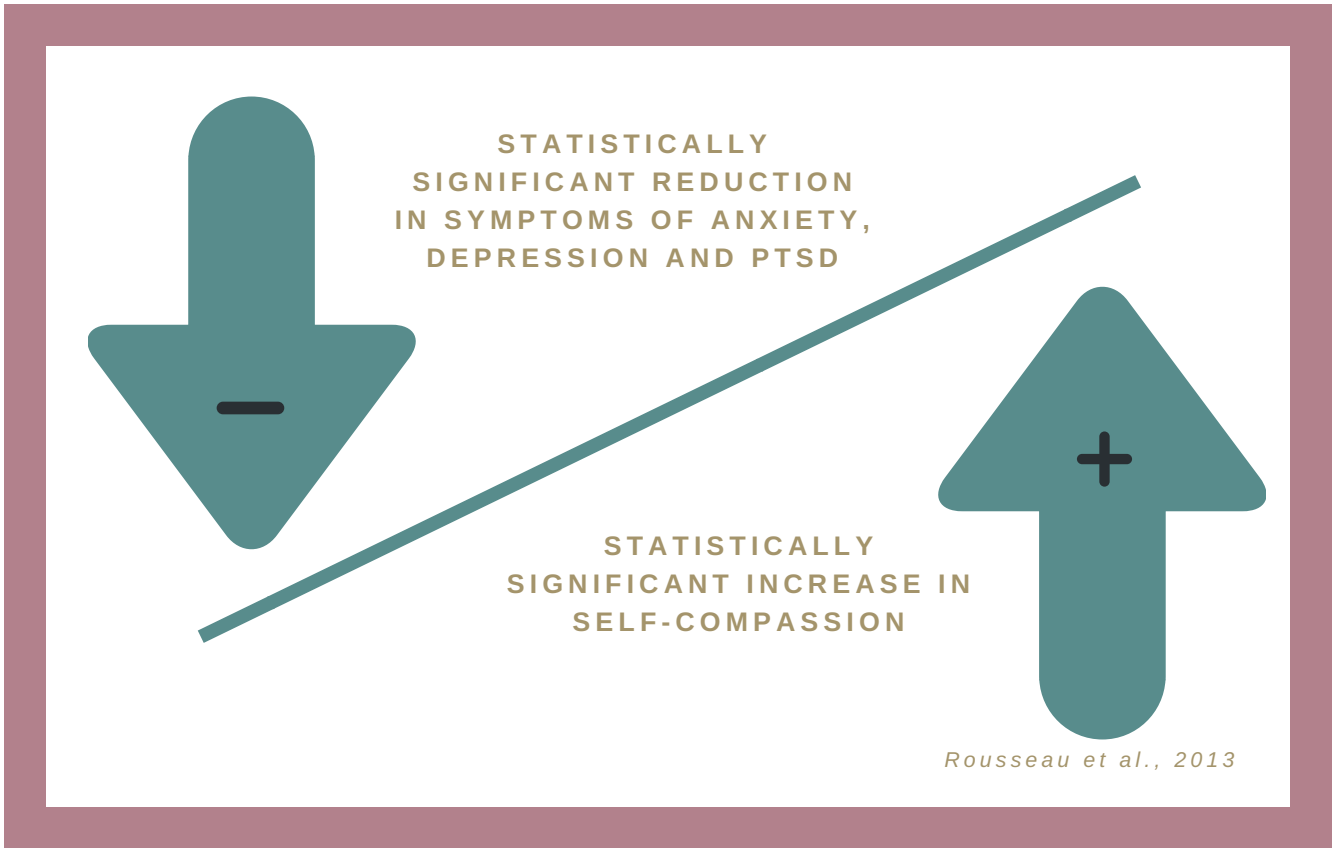 STATISTICALLY
SIGNIFICANT REDUCTION
IN SYMPTOMS OF ANXIETY,
DEPRESSION AND PTSD
STATISTICALLY
SIGNIFICANT INCREASE IN
SELF-COMPASSION
Rousseau et al., 2013